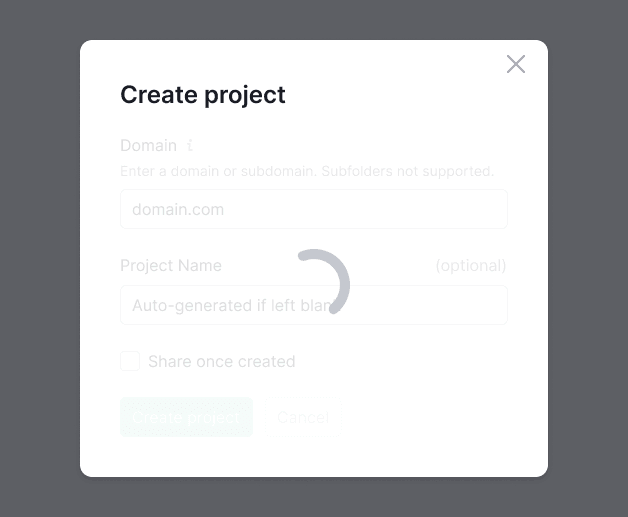 Create project
Domain i
Enter a domain or subdomain. Subfolders not supported.
domain.com
Project Name (optional)
Auto-generated if left blank
Share once created
Create project Cancel